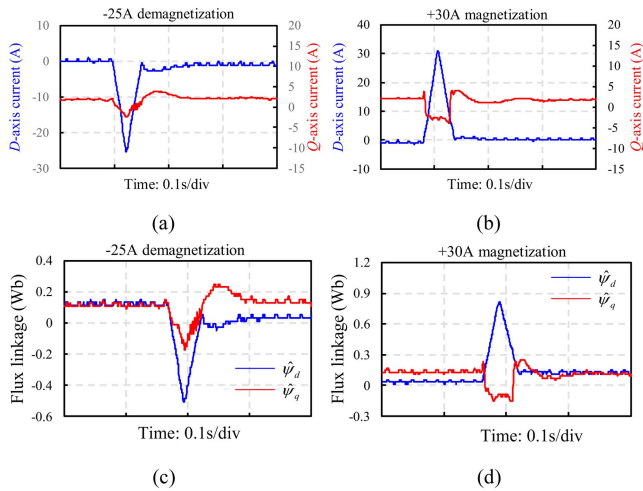 -25A demagnetization
+30A magnetization
D-axis current (A)
10
0
-10
-20
-30
20
15
10
5
0
-5
-10
-15
Q-axis current (A)
D-axis current (A)
40
30
20
10
0
-10
20
15
10
5
0
-5
-10
-15
Q-axis current (A)
Time: 0.1s/div
Time: 0.1s/div
(a)
(b)
-25A demagnetization
+30A magnetization
Flux linkage (Wb)
0.4
0.2
0
-0.2
-0.4
-0.6
ψ̂d
ψ̂q
Flux linkage (Wb)
1.2
0.9
0.6
0.3
0
-0.3
ψ̂d
ψ̂q
Time: 0.1s/div
Time: 0.1s/div
(c)
(d)